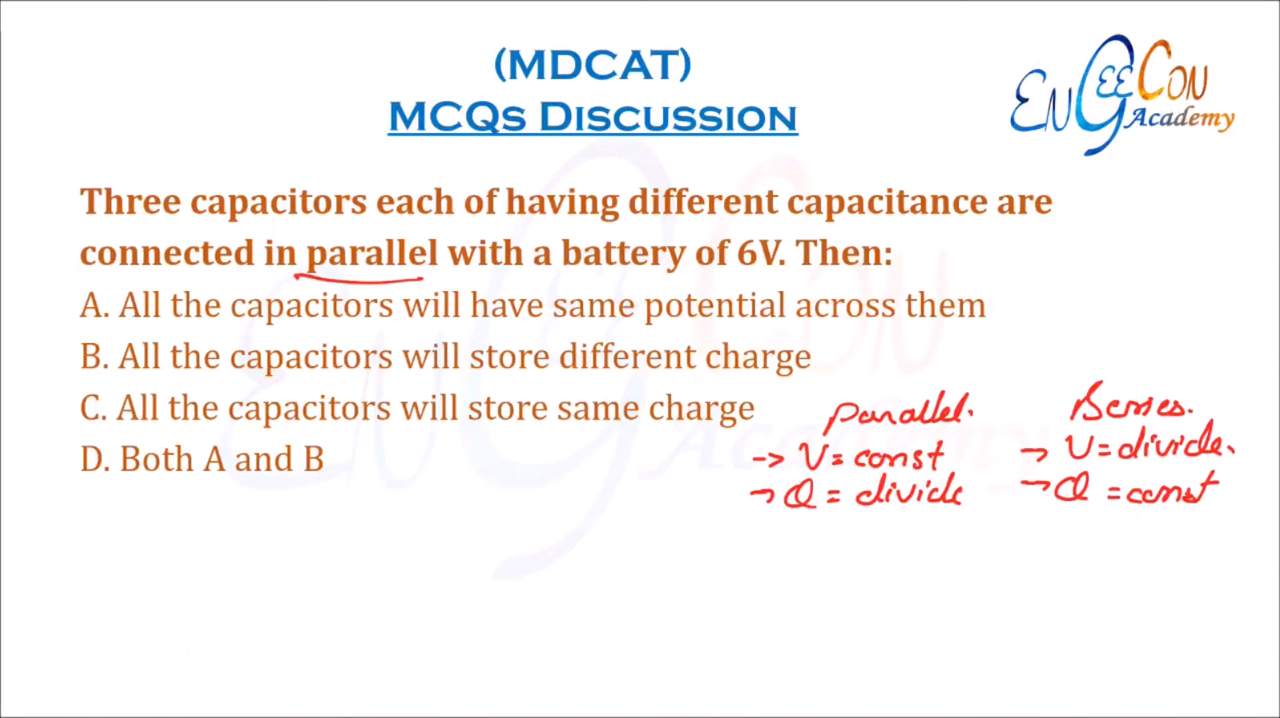 (MDCAT)
MCQs Discussion
EnGeeCon
Academy
Three capacitors each of having different capacitance are
connected in parallel with a battery of 6V. Then:
A. All the capacitors will have same potential across them
B. All the capacitors will store different charge
C. All the capacitors will store same charge
D. Both A and B
Parallel.
→ V = const
→ Q = divide
Series.
→ V = divide.
→ Q = const